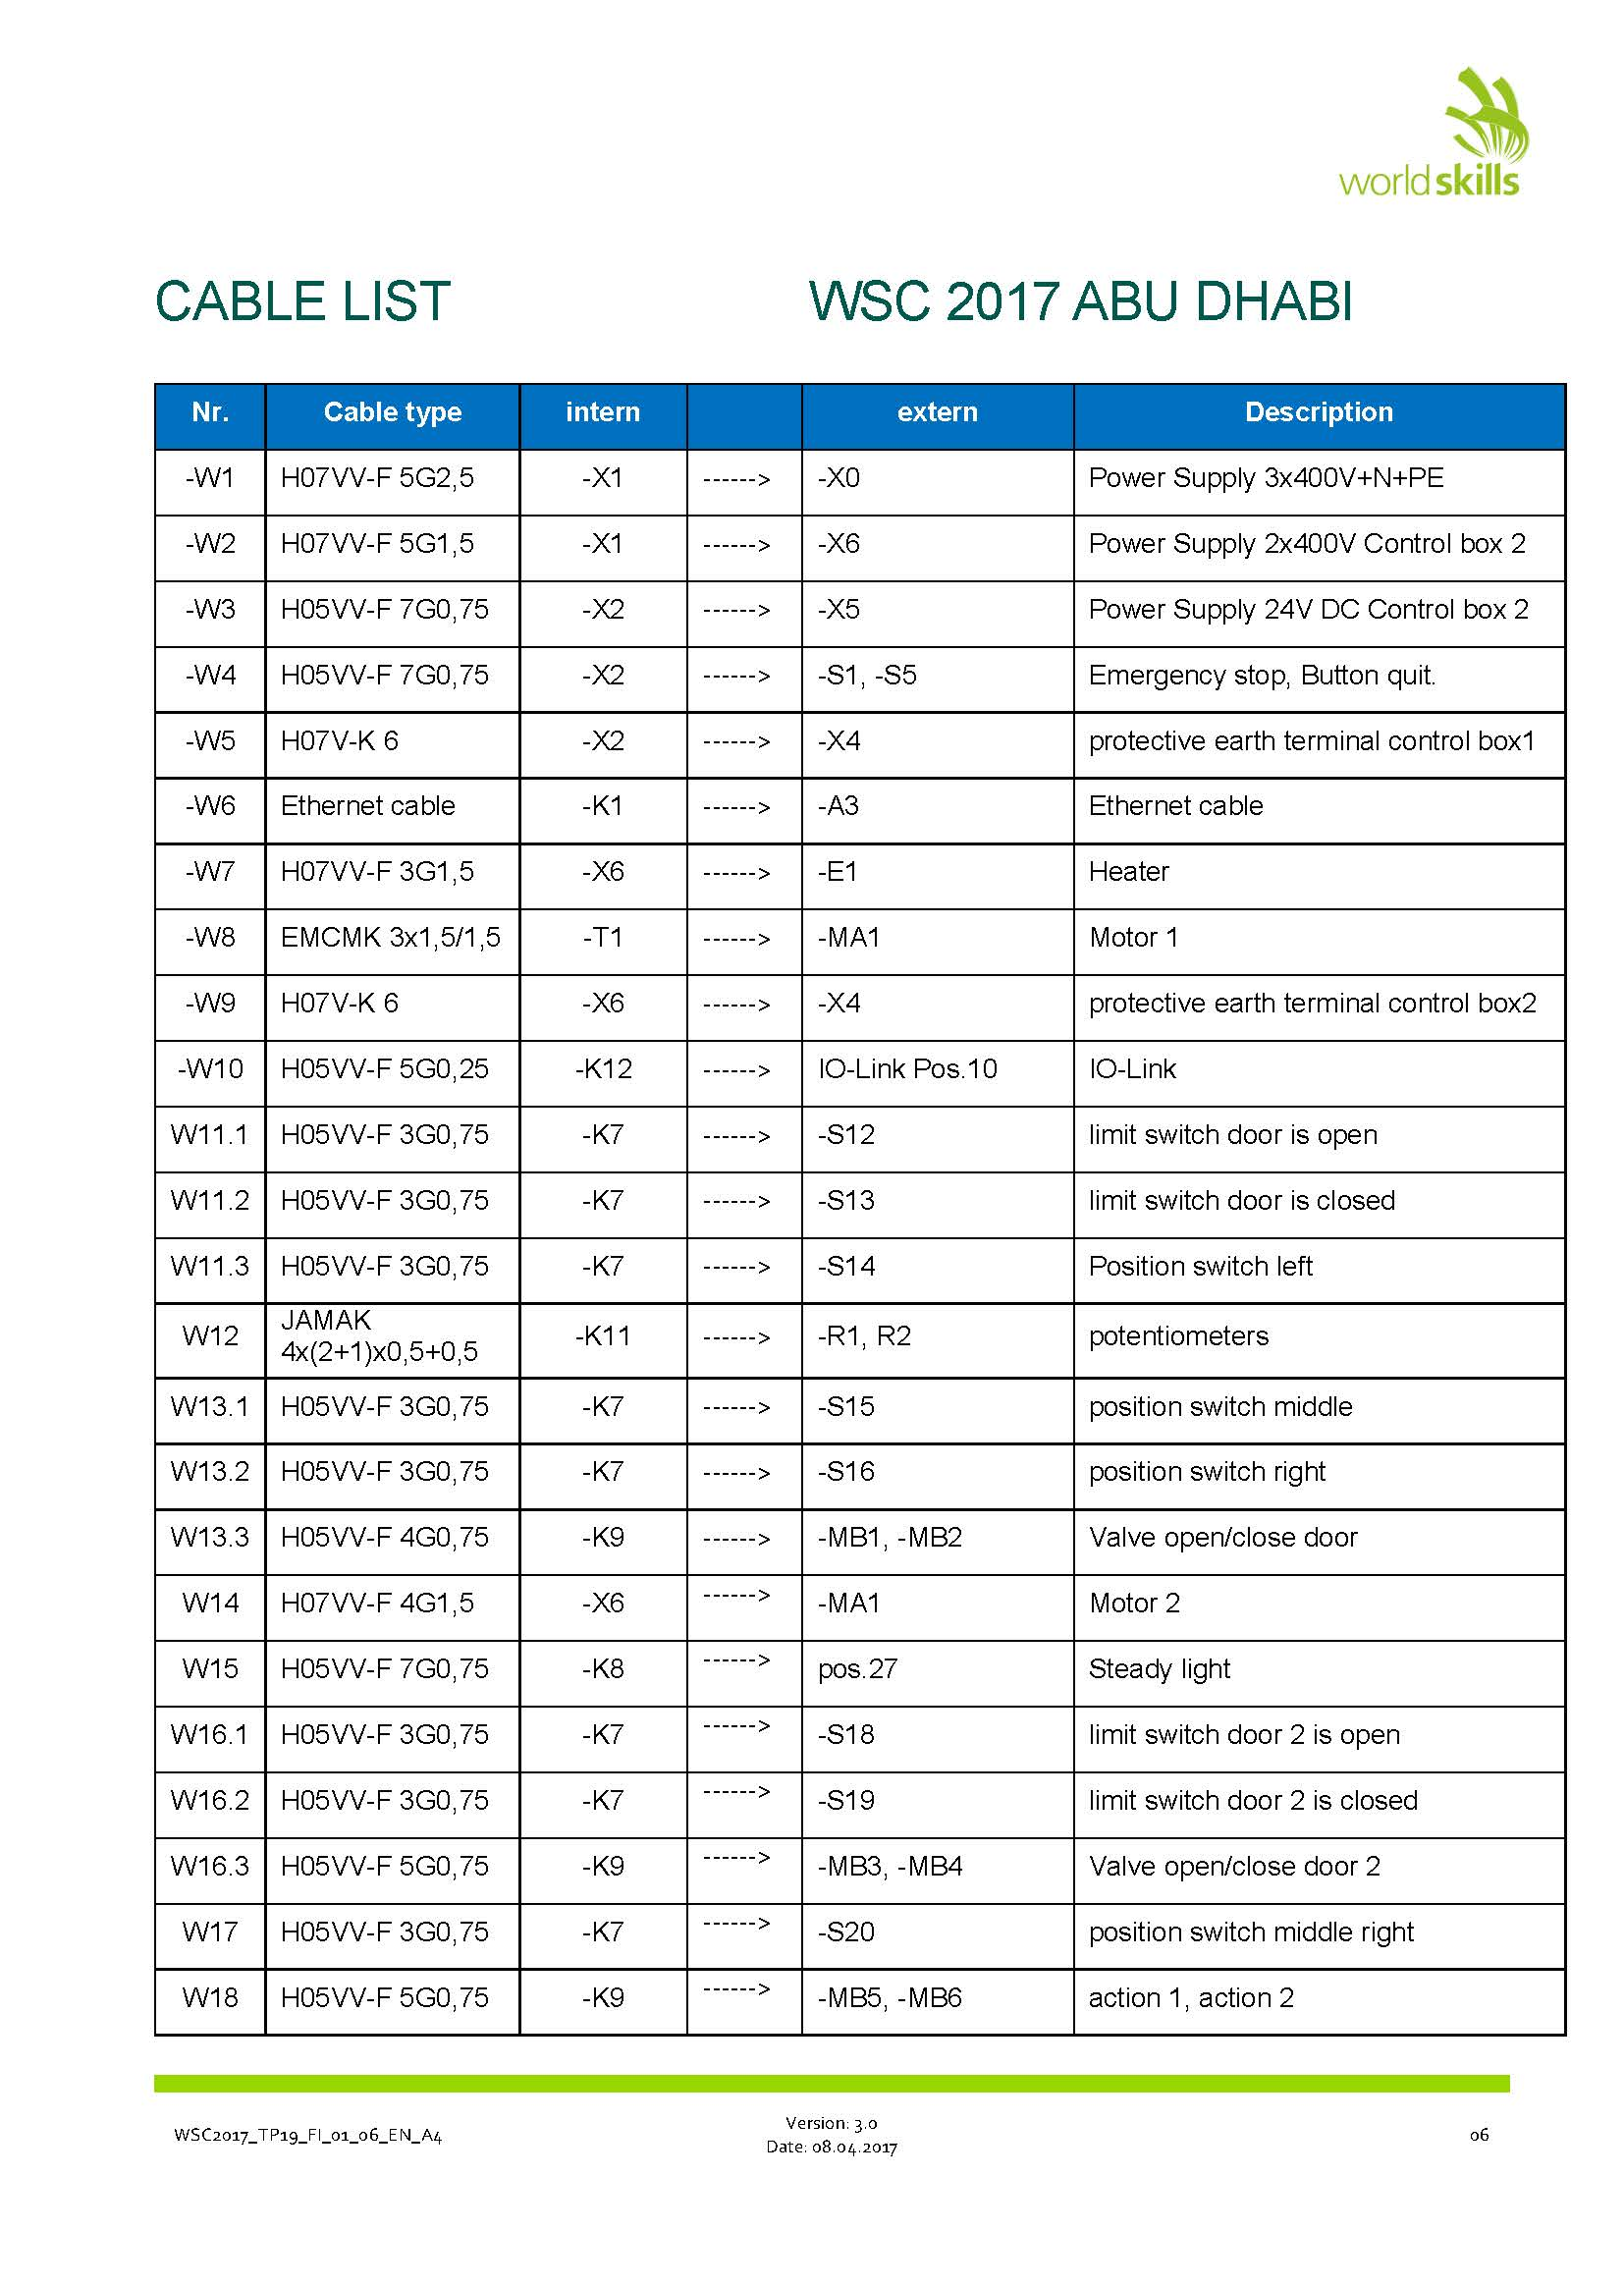 worldskills
CABLE LIST WSC 2017 ABU DHABI
Nr. Cable type intern extern Description
-W1 H07VV-F 5G2,5 -X1 ------> -X0 Power Supply 3x400V+N+PE
-W2 H07VV-F 5G1,5 -X1 ------> -X6 Power Supply 2x400V Control box 2
-W3 H05VV-F 7G0,75 -X2 ------> -X5 Power Supply 24V DC Control box 2
-W4 H05VV-F 7G0,75 -X2 ------> -S1, -S5 Emergency stop, Button quit.
-W5 H07V-K 6 -X2 ------> -X4 protective earth terminal control box1
-W6 Ethernet cable -K1 ------> -A3 Ethernet cable
-W7 H07VV-F 3G1,5 -X6 ------> -E1 Heater
-W8 EMCMK 3x1,5/1,5 -T1 ------> -MA1 Motor 1
-W9 H07V-K 6 -X6 ------> -X4 protective earth terminal control box2
-W10 H05VV-F 5G0,25 -K12 ------> IO-Link Pos.10 IO-Link
W11.1 H05VV-F 3G0,75 -K7 ------> -S12 limit switch door is open
W11.2 H05VV-F 3G0,75 -K7 ------> -S13 limit switch door is closed
W11.3 H05VV-F 3G0,75 -K7 ------> -S14 Position switch left
W12 JAMAK
4x(2+1)x0,5+0,5 -K11 ------> -R1, R2 potentiometers
W13.1 H05VV-F 3G0,75 -K7 ------> -S15 position switch middle
W13.2 H05VV-F 3G0,75 -K7 ------> -S16 position switch right
W13.3 H05VV-F 4G0,75 -K9 ------> -MB1, -MB2 Valve open/close door
W14 H07VV-F 4G1,5 -X6 ------> -MA1 Motor 2
W15 H05VV-F 7G0,75 -K8 ------> pos.27 Steady light
W16.1 H05VV-F 3G0,75 -K7 ------> -S18 limit switch door 2 is open
W16.2 H05VV-F 3G0,75 -K7 ------> -S19 limit switch door 2 is closed
W16.3 H05VV-F 5G0,75 -K9 ------> -MB3, -MB4 Valve open/close door 2
W17 H05VV-F 3G0,75 -K7 ------> -S20 position switch middle right
W18 H05VV-F 5G0,75 -K9 ------> -MB5, -MB6 action 1, action 2
WSC2017_TP19_FI_01_06_EN_A4
Version: 3.0
Date: 08.04.2017
06